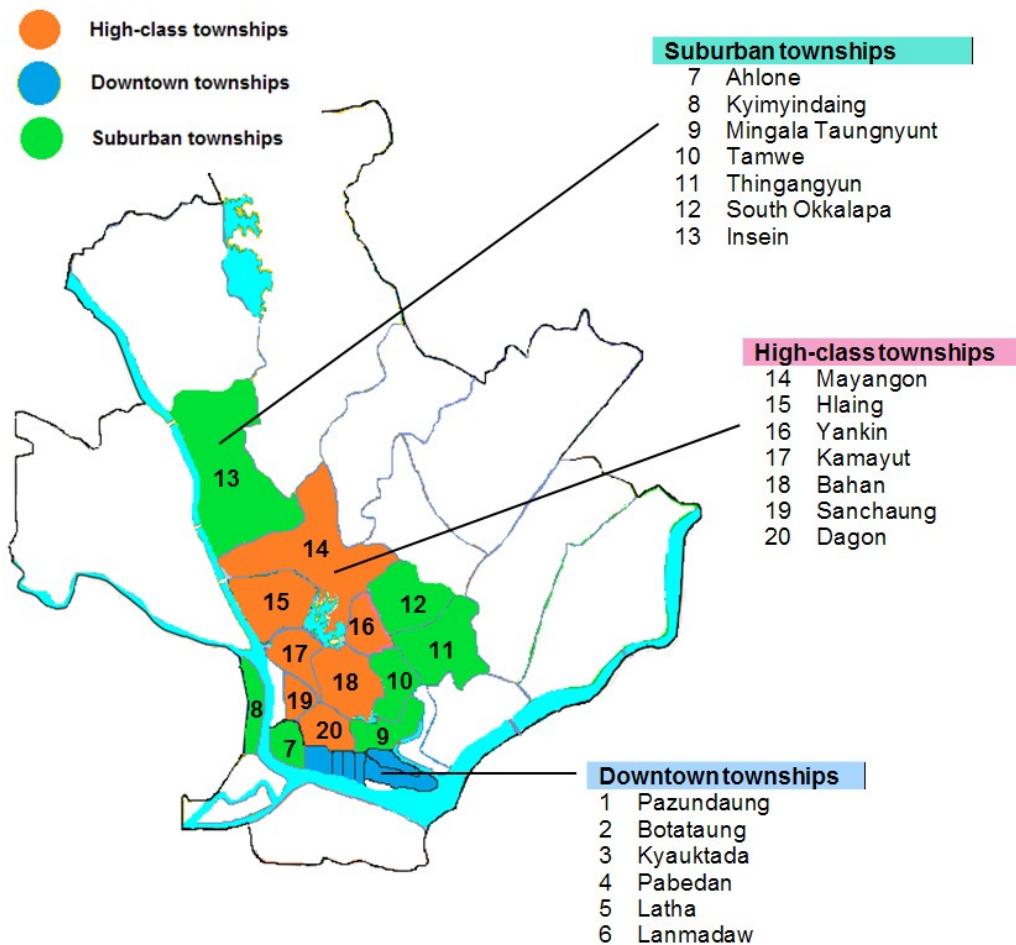 High-class townships
Downtown townships
Suburban townships
Suburban townships
7 Ahlone
8 Kyimyindaing
9 Mingala Taungnyunt
10 Tamwe
11 Thingangyun
12 South Okkalapa
13 Insein
High-class townships
14 Mayangon
15 Hlaing
16 Yankin
17 Kamayut
18 Bahan
19 Sanchaung
20 Dagon
13
14
15
12
16
11
17
18
10
19
8
20
9
7
Downtown townships
1 Pazundaung
2 Botataung
3 Kyauktada
4 Pabedan
5 Latha
6 Lanmadaw